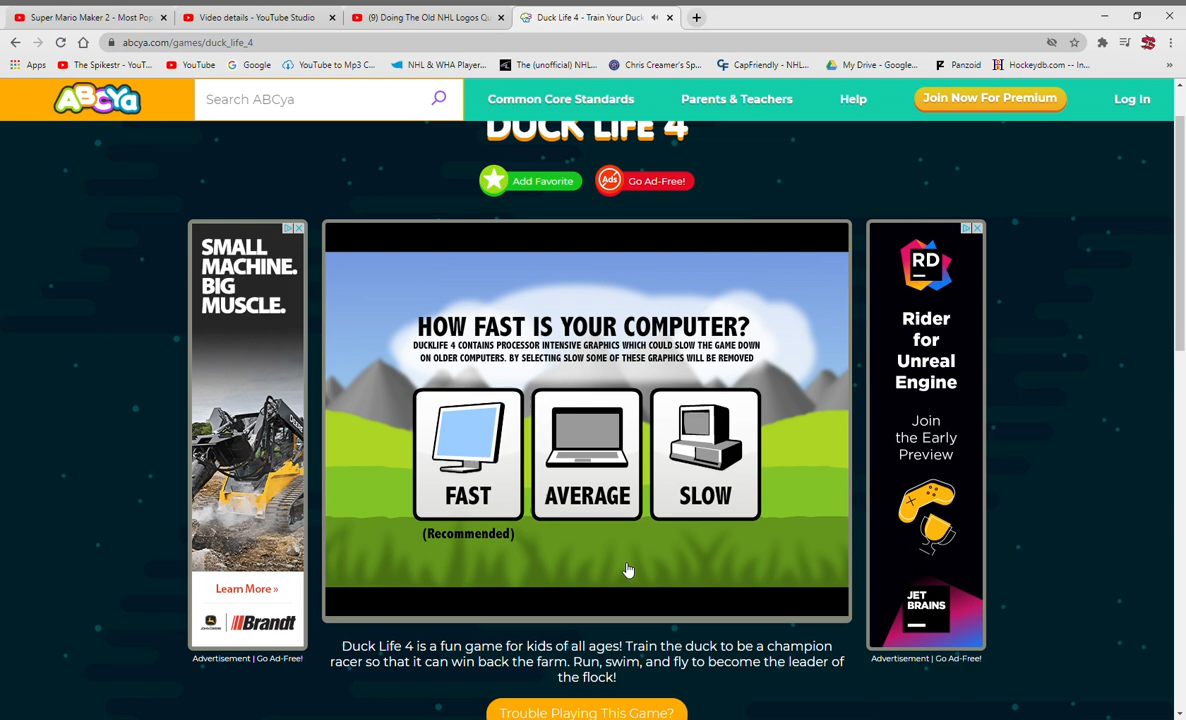 Super Mario Maker 2 - Most Pop
Video details - YouTube Studio
(9) Doing The Old NHL Logos Qu
Duck Life 4 - Train Your Duck
abcya.com/games/duck_life_4
Apps
The Spikestr - YouT...
YouTube
Google
YouTube to Mp3 C...
NHL & WHA Player...
The (unofficial) NHL...
Chris Creamer's Sp...
CapFriendly - NHL...
My Drive - Google...
Panzoid
Hockeydb.com -- In...
ABCYa
Search ABCya
Common Core Standards
Parents & Teachers
Help
Join Now For Premium
Log In
DUCK LIFE 4
Add Favorite
Ads
Go Ad-Free!
SMALL
MACHINE.
BIG
MUSCLE.
Learn More »
JOHN DEERE
Brandt
Advertisement | Go Ad-Free!
HOW FAST IS YOUR COMPUTER?
DUCKLIFE 4 CONTAINS PROCESSOR INTENSIVE GRAPHICS WHICH COULD SLOW THE GAME DOWN
ON OLDER COMPUTERS. BY SELECTING SLOW SOME OF THESE GRAPHICS WILL BE REMOVED
FAST
AVERAGE
SLOW
(Recommended)
RD
Rider
for
Unreal
Engine
Join
the Early
Preview
JET
BRAINS
Advertisement | Go Ad-Free!
Duck Life 4 is a fun game for kids of all ages! Train the duck to be a champion
racer so that it can win back the farm. Run, swim, and fly to become the leader of
the flock!
Trouble Playing This Game?